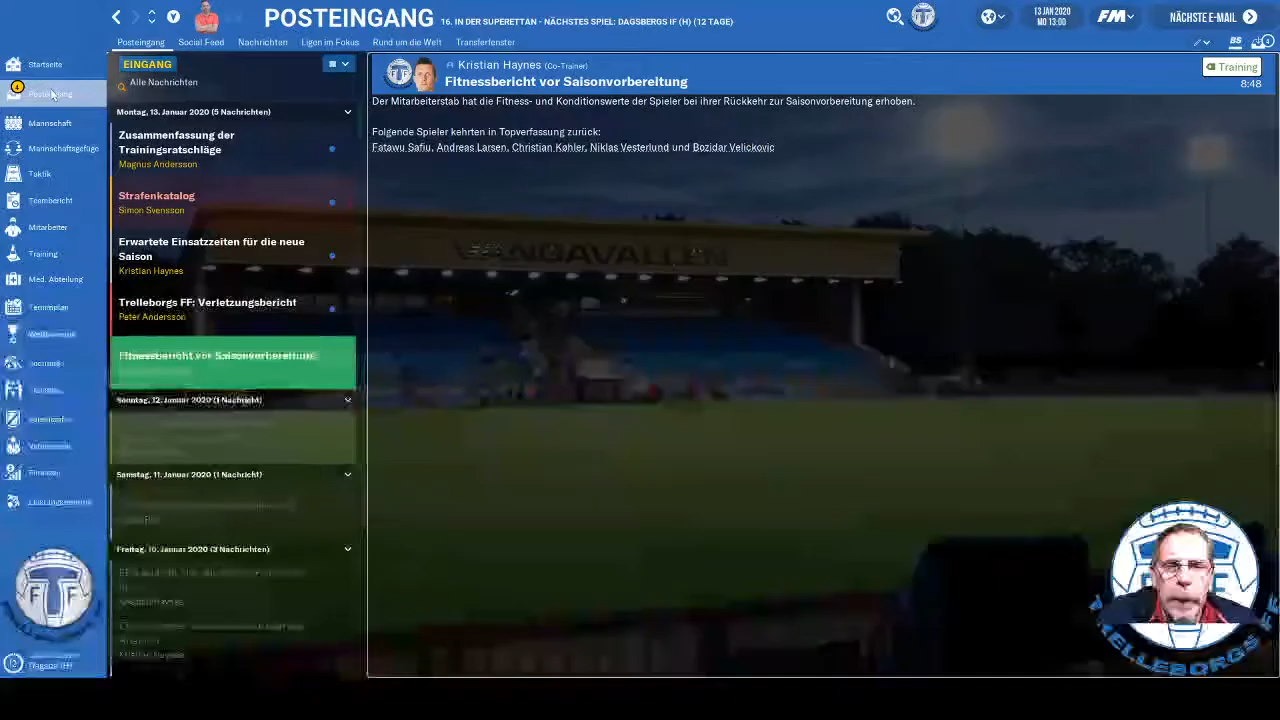 POSTEINGANG
16. IN DER SUPERETTAN - NÄCHSTES SPIEL: DAGSBERGS IF (H) (12 TAGE)
13 JAN 2020
MO 13:00
FM
NÄCHSTE E-MAIL
Posteingang Social Feed Nachrichten Ligen im Fokus Rund um die Welt Transferfenster
BS
Startseite
Posteingang
Mannschaft
Mannschaftsgefüge
Taktik
Teambericht
Mitarbeiter
Training
Med. Abteilung
Terminplan
Finanzen
EINGANG
Alle Nachrichten
Montag, 13. Januar 2020 (5 Nachrichten)
Zusammenfassung der
Trainingsratschläge
Magnus Andersson
Strafenkatalog
Simon Svensson
Erwartete Einsatzzeiten für die neue
Saison
Kristian Haynes
Trelleborgs FF: Verletzungsbericht
Peter Andersson
Fitnessbericht vor Saisonvorbereitung
Sonntag, 12. Januar 2020 (1 Nachricht)
Samstag, 11. Januar 2020 (1 Nachricht)
Freitag, 10. Januar 2020 (3 Nachrichten)
Kristian Haynes (Co-Trainer)
Fitnessbericht vor Saisonvorbereitung
Training
8:48
Der Mitarbeiterstab hat die Fitness- und Konditionswerte der Spieler bei ihrer Rückkehr zur Saisonvorbereitung erhoben.
Folgende Spieler kehrten in Topverfassung zurück:
Fatawu Safiu, Andreas Larsen, Christian Køhler, Niklas Vesterlund und Bozidar Velickovic
VÅNGAVALLEN